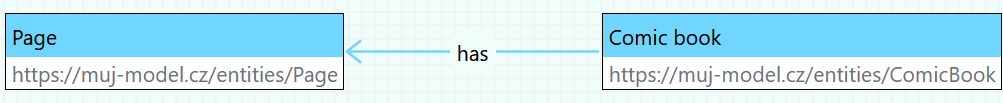 Page
https://muj-model.cz/entities/Page
has
Comic book
https://muj-model.cz/entities/ComicBook